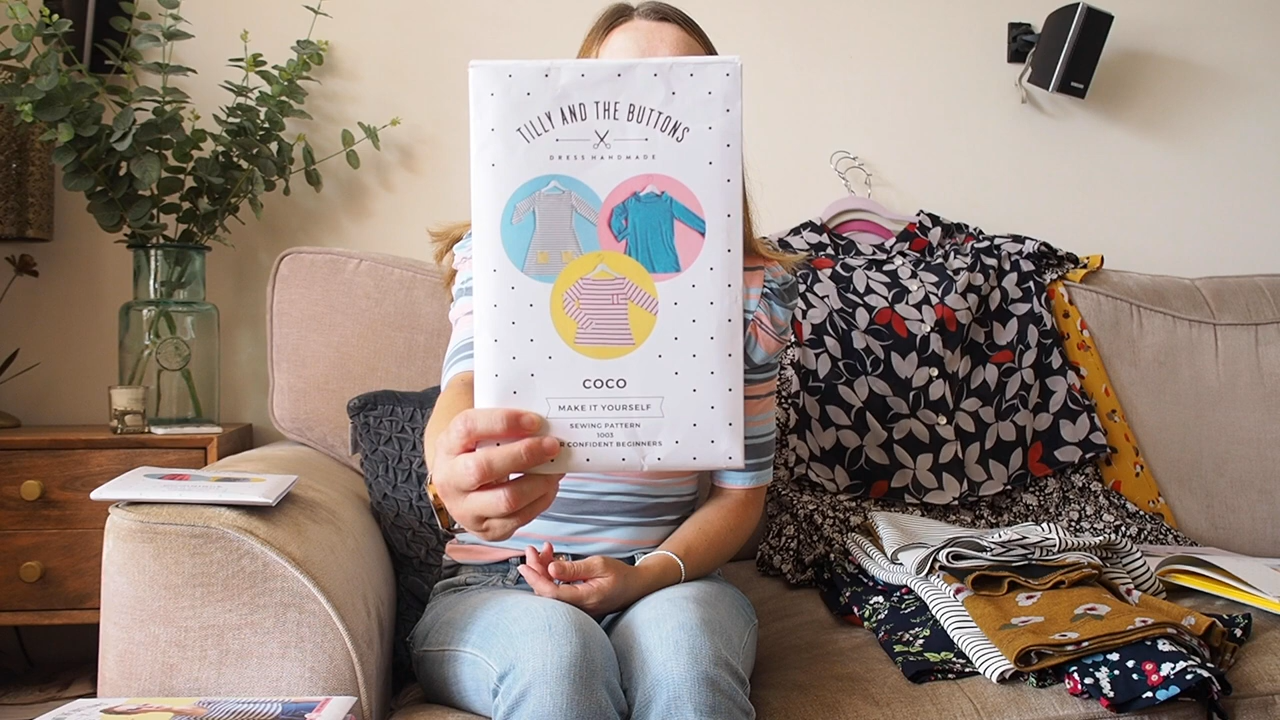 TILLY AND THE BUTTONS
DRESS HANDMADE
COCO
MAKE IT YOURSELF
SEWING PATTERN
1003
R CONFIDENT BEGINNERS